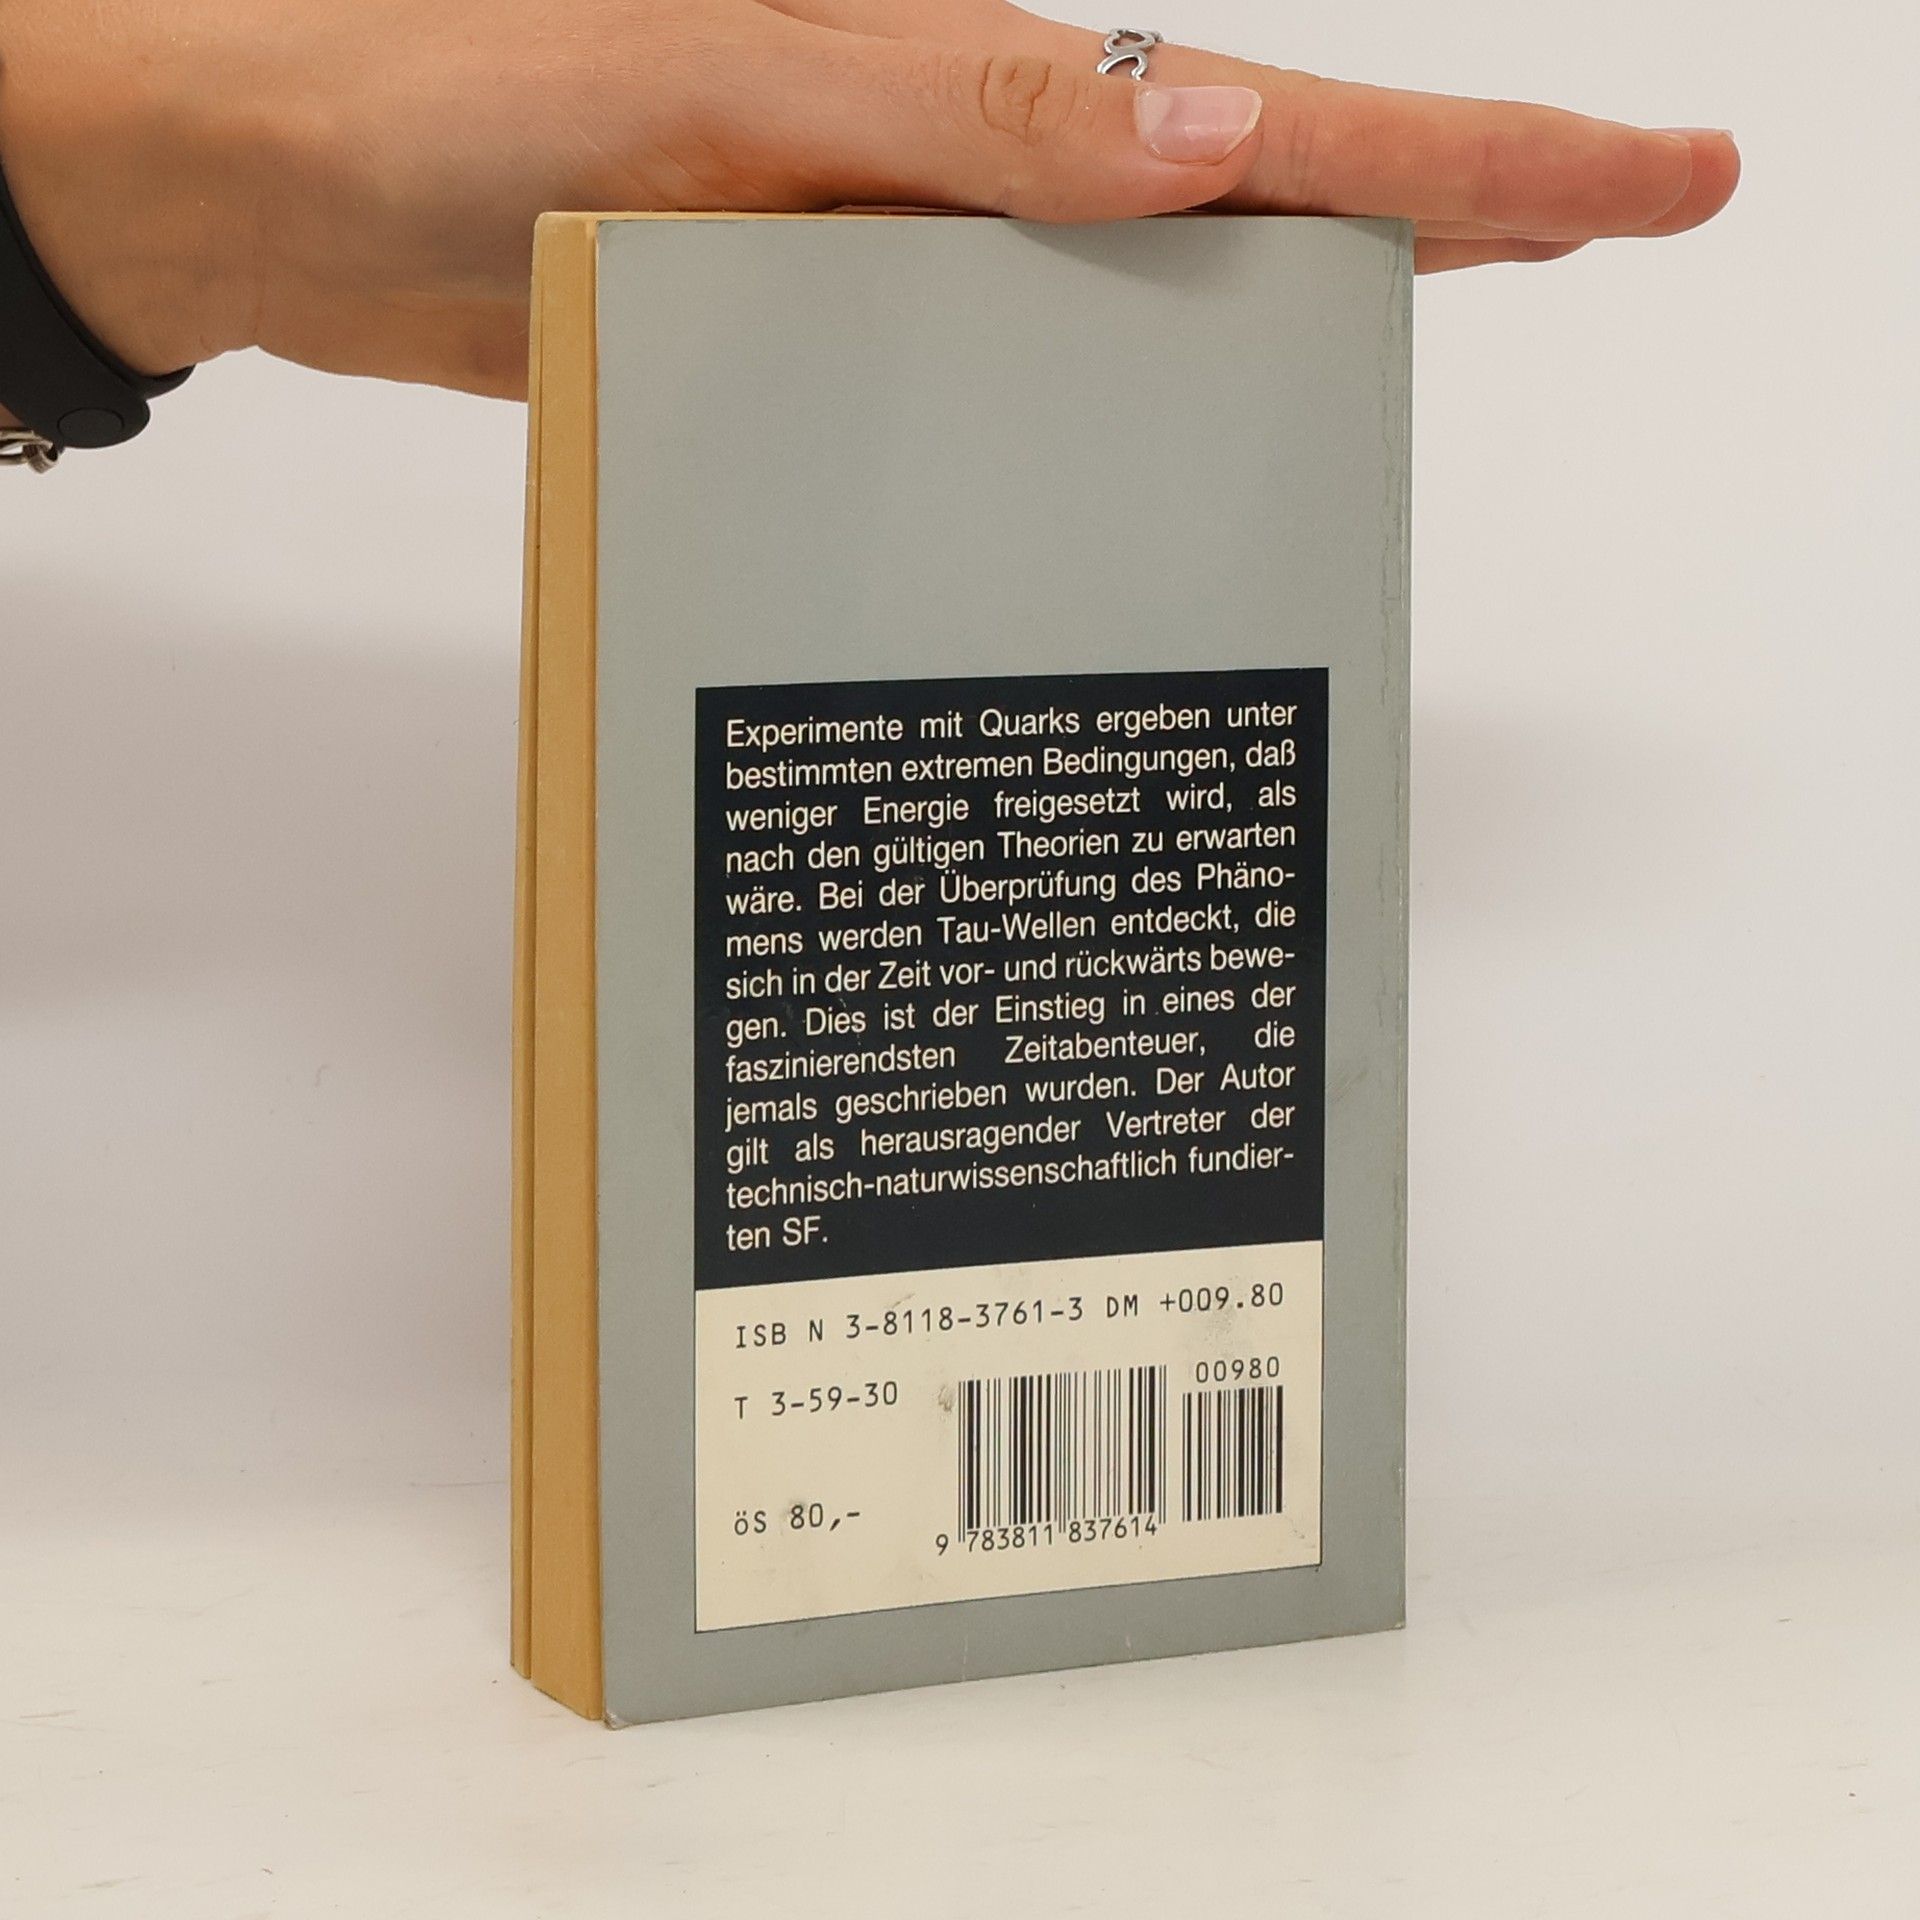 Experimente mit Quarks ergeben unter
bestimmten extremen Bedingungen, daß
weniger Energie freigesetzt wird, als
nach den gültigen Theorien zu erwarten
wäre. Bei der Überprüfung des Phäno-
mens werden Tau-Wellen entdeckt, die
sich in der Zeit vor- und rückwärts bewe-
gen. Dies ist der Einstieg in eines der
faszinierendsten Zeitabenteuer, die
jemals geschrieben wurden. Der Autor
gilt als herausragender Vertreter der
technisch-naturwissenschaftlich fundier-
ten SF.
ISB N 3-8118-3761-3 DM +009.80
00980
T 3-59-30
öS 80,-
9 783811 837614